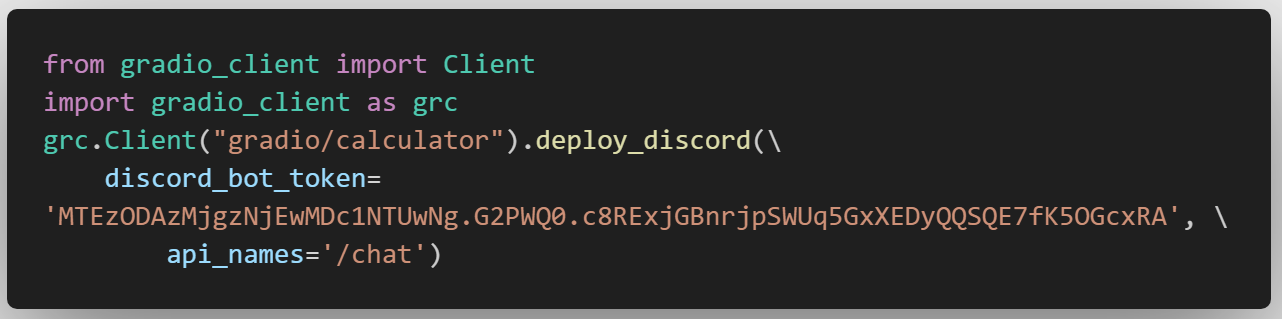 from gradio_client import Client
import gradio_client as grc
grc.Client("gradio/calculator").deploy_discord(\
discord_bot_token=
'MTEzODAzMjgzNjEwMDc1NTUwNg.G2PWQ0.c8RExjGBnrjpSWUq5GxXEDyQQSQE7fK5OGcxRA', \
api_names='/chat')